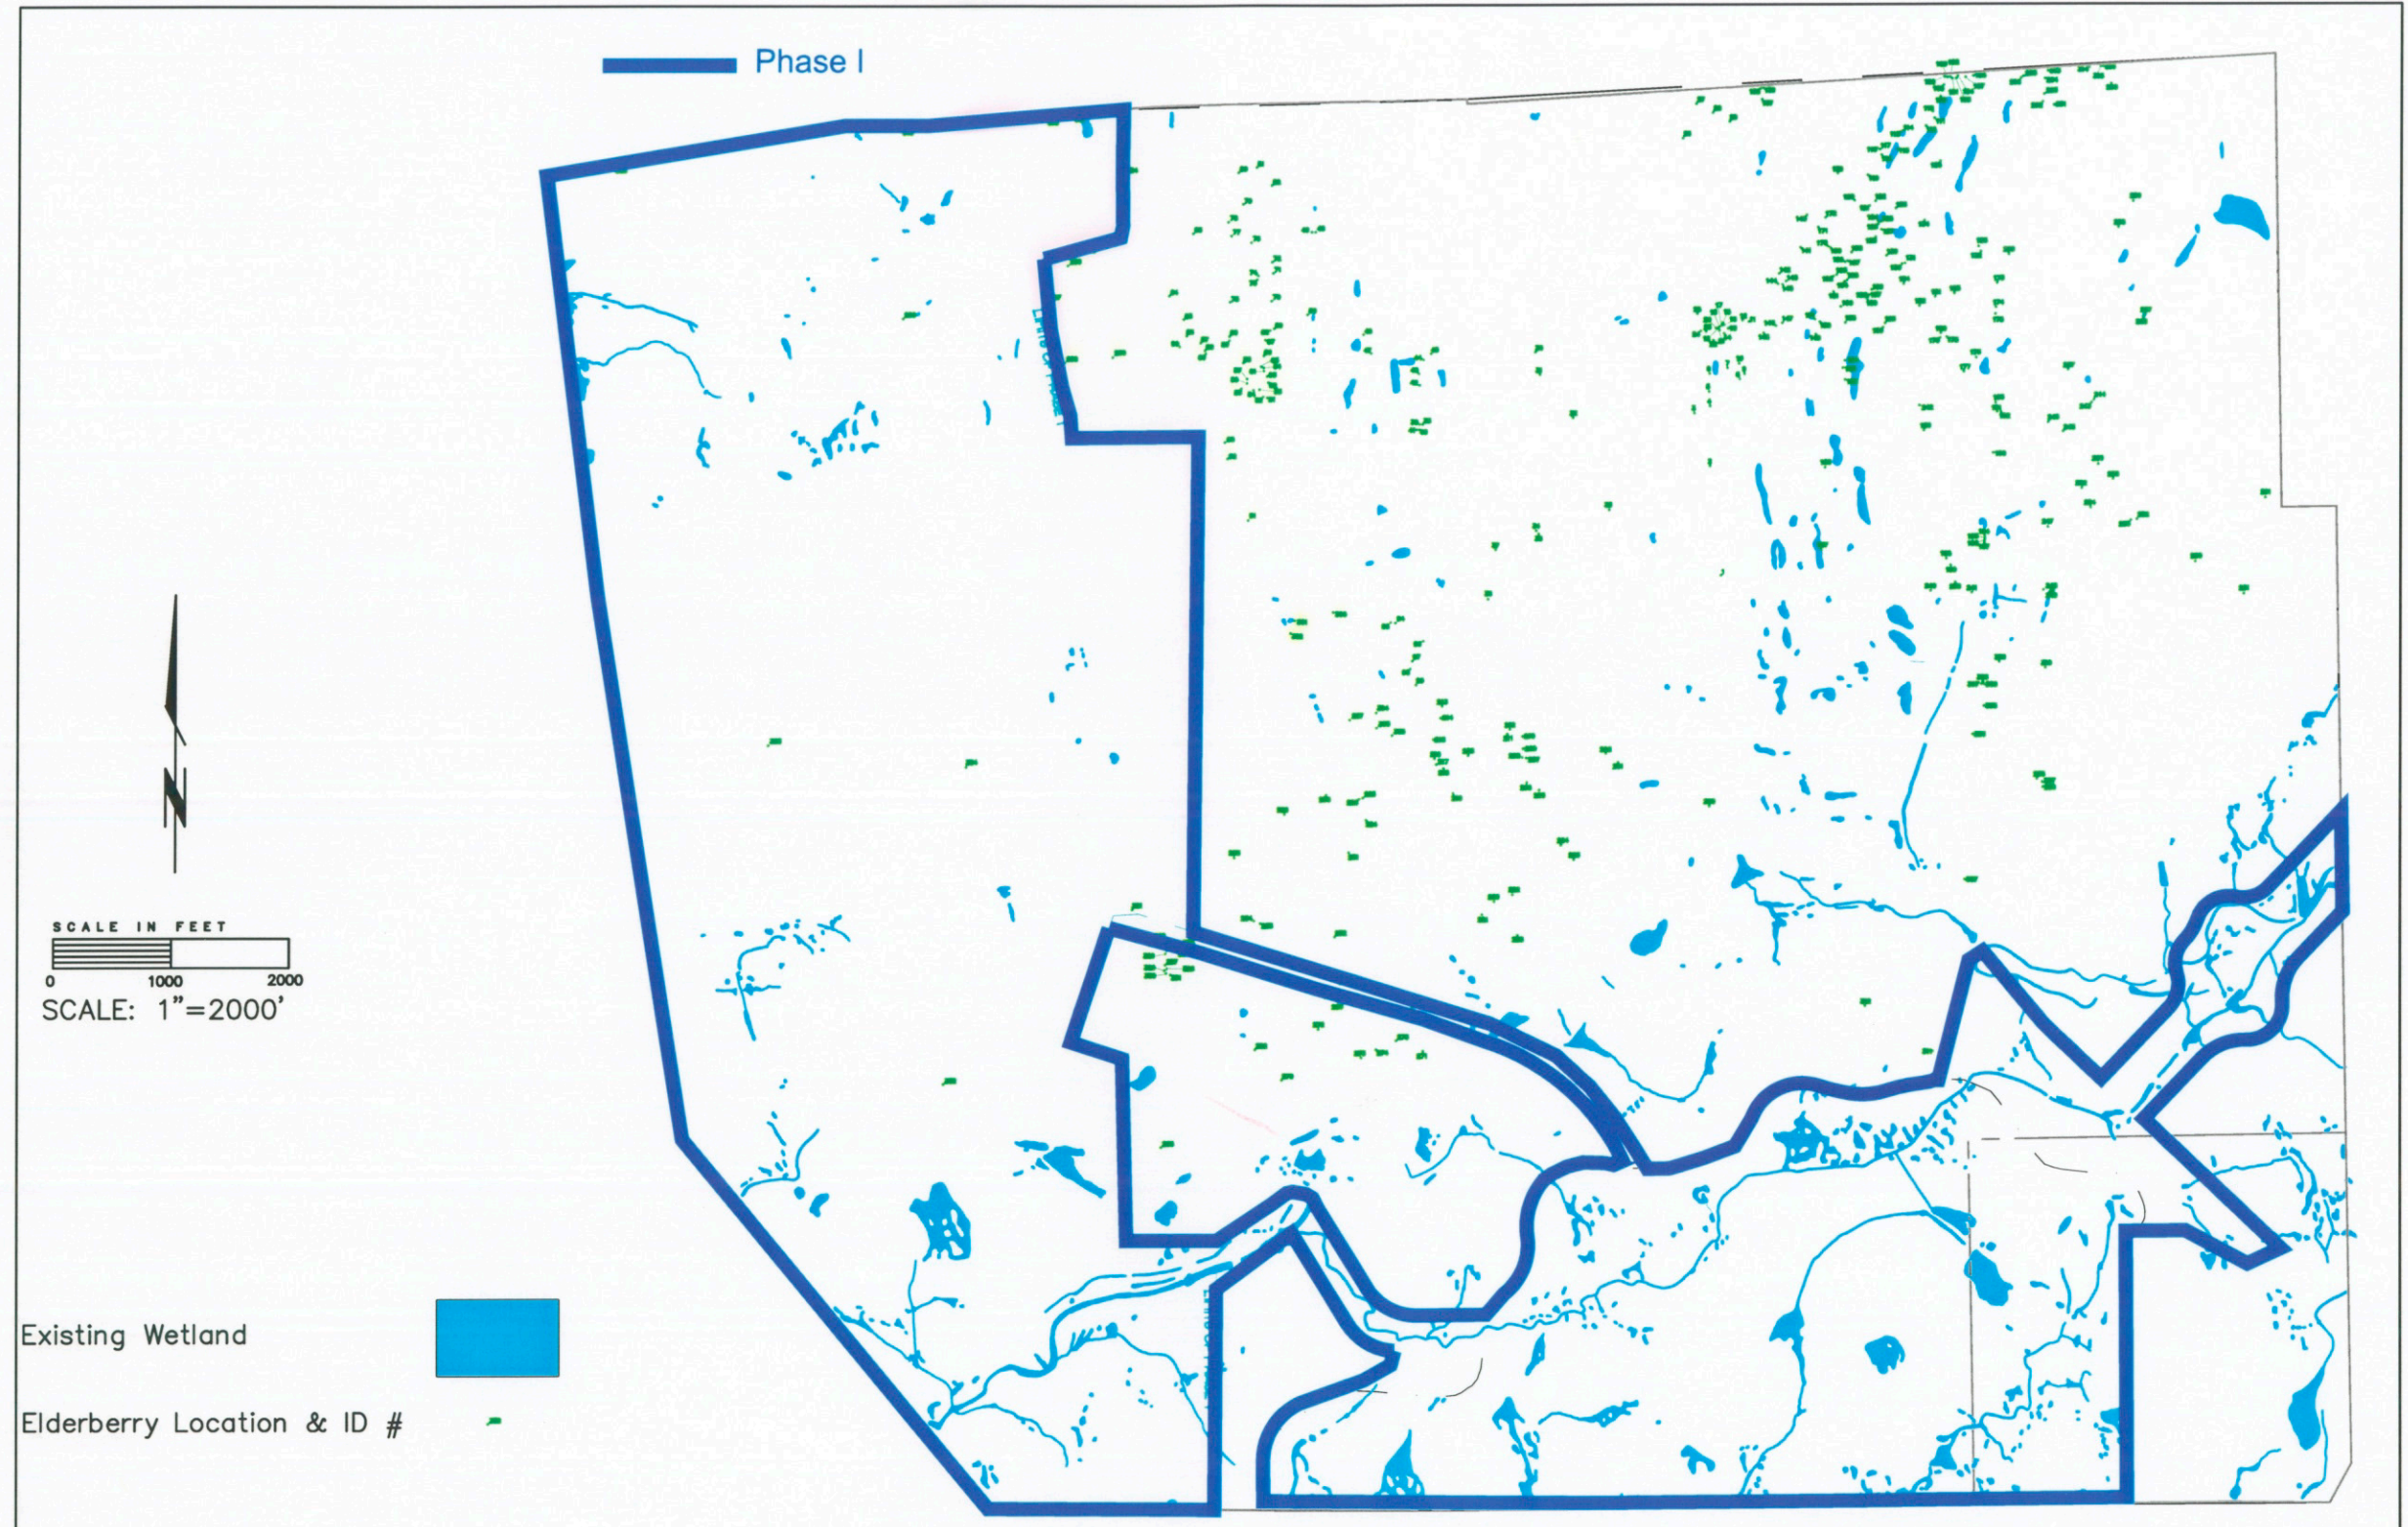 Phase I
N
SCALE IN FEET
0 1000 2000
SCALE: 1"=2000'
Existing Wetland
Elderberry Location & ID #